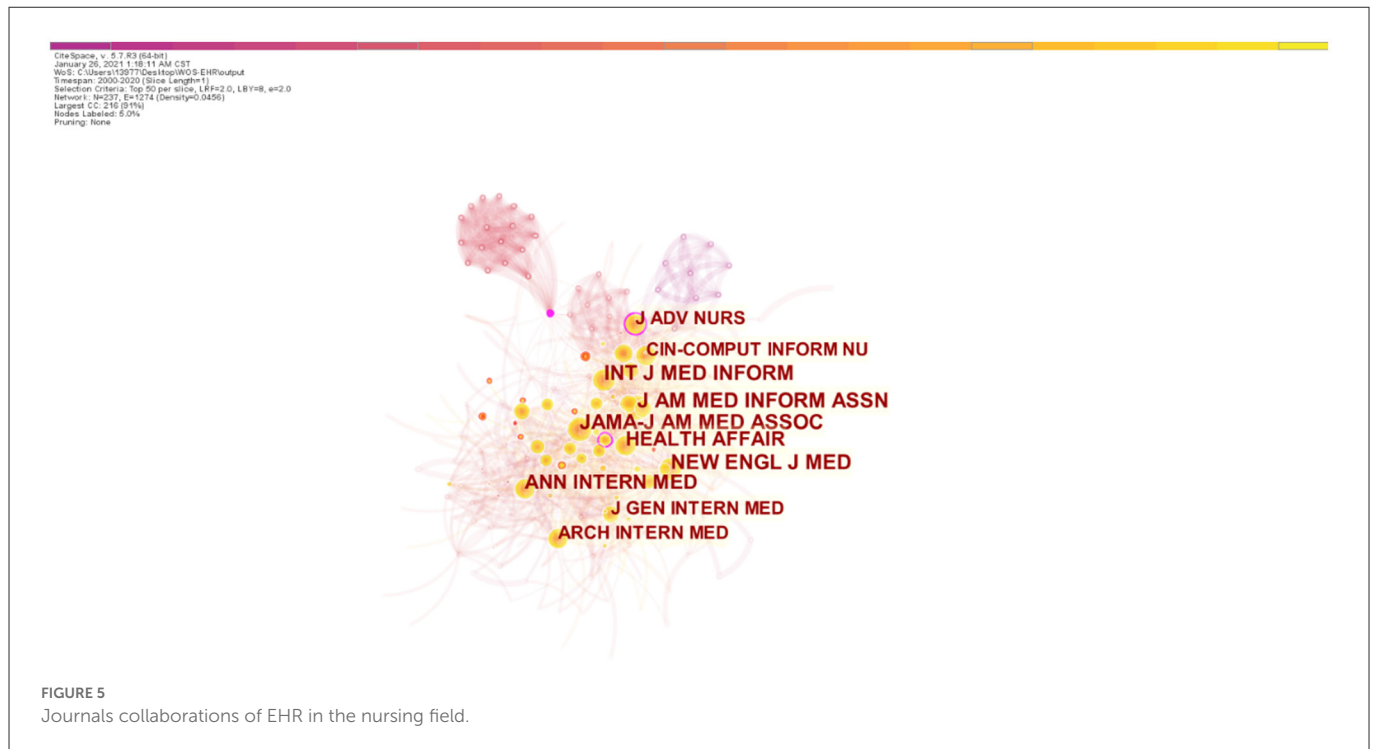 CiteSpace, v. 5.7.R3 (64-bit)
January 26, 2021 1:18:11 AM CST
WoS: C:\Users\13977\Desktop\WOS-EHR\output
Timespan: 2000-2020 (Slice Length=1)
Selection Criteria: Top 50 per slice, LRF=2.0, LBY=8, e=2.0
Network: N=237, E=1274 (Density=0.0456)
Largest CC: 216 (91%)
Nodes Labeled: 5.0%
Pruning: None
J ADV NURS
CIN-COMPUT INFORM NU
INT J MED INFORM
J AM MED INFORM ASSN
JAMA-J AM MED ASSOC
HEALTH AFFAIR
NEW ENGL J MED
ANN INTERN MED
J GEN INTERN MED
ARCH INTERN MED
FIGURE 5
Journals collaborations of EHR in the nursing field.